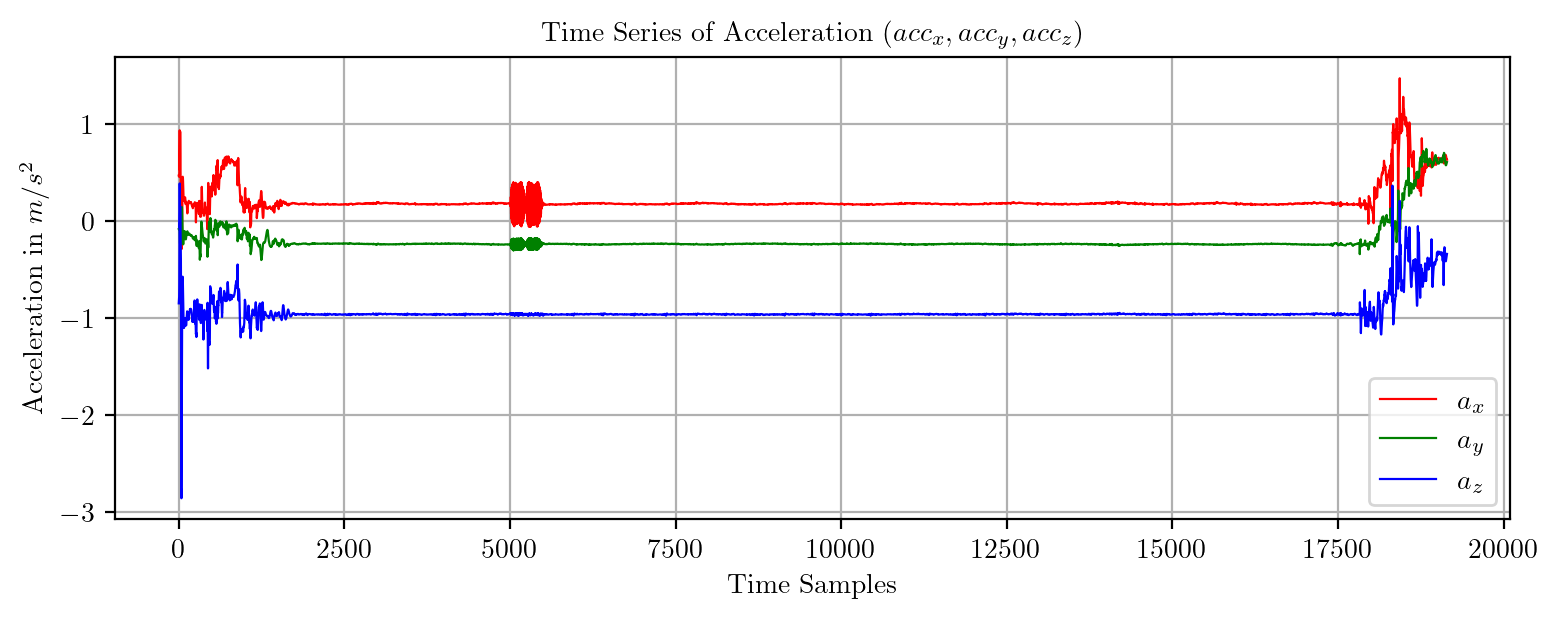 Time Series of Acceleration (acc_x, acc_y, acc_z)
Acceleration in m/s^2
1
0
−1
−2
−3
a_x
a_y
a_z
0 2500 5000 7500 10000 12500 15000 17500 20000
Time Samples